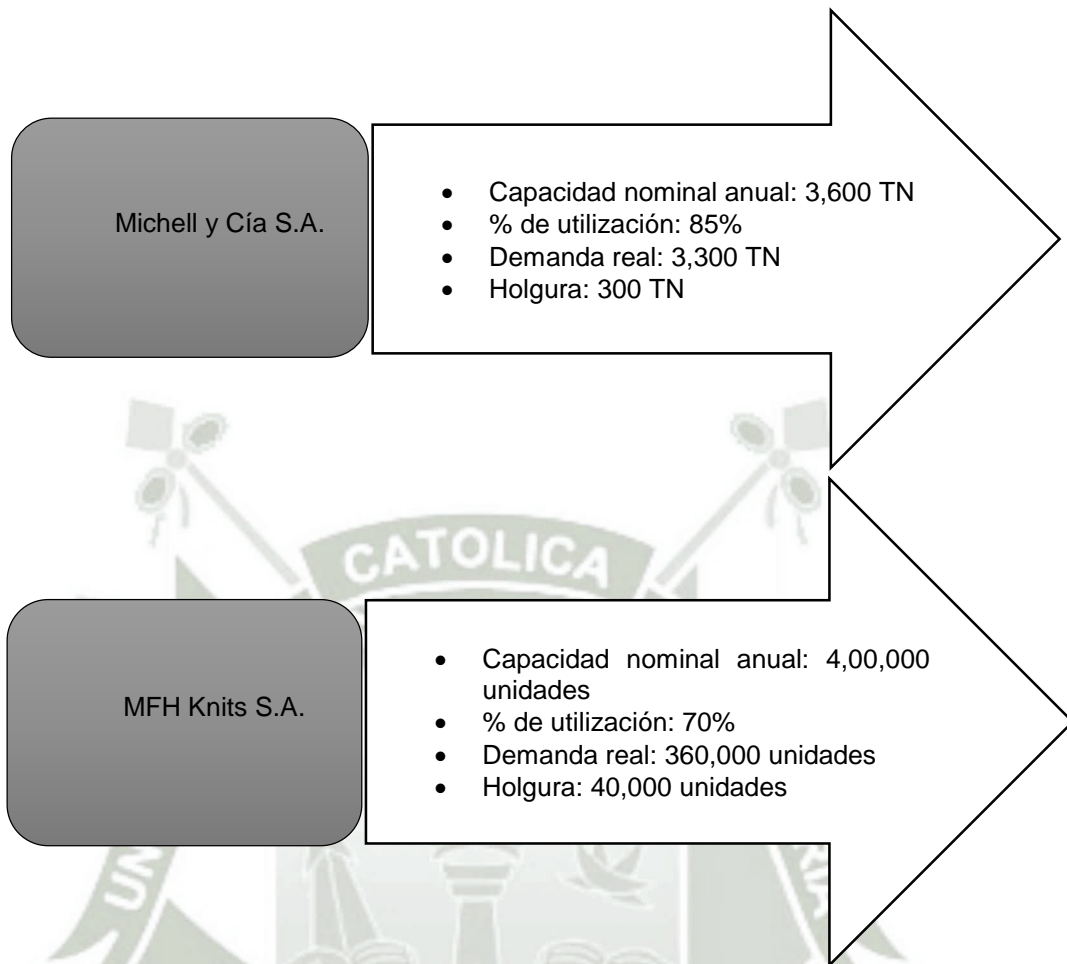 Michell y Cía S.A.
• Capacidad nominal anual: 3,600 TN
• % de utilización: 85%
• Demanda real: 3,300 TN
• Holgura: 300 TN
CATOLICA
MFH Knits S.A.
• Capacidad nominal anual: 4,00,000
unidades
• % de utilización: 70%
• Demanda real: 360,000 unidades
• Holgura: 40,000 unidades
UN
RIA